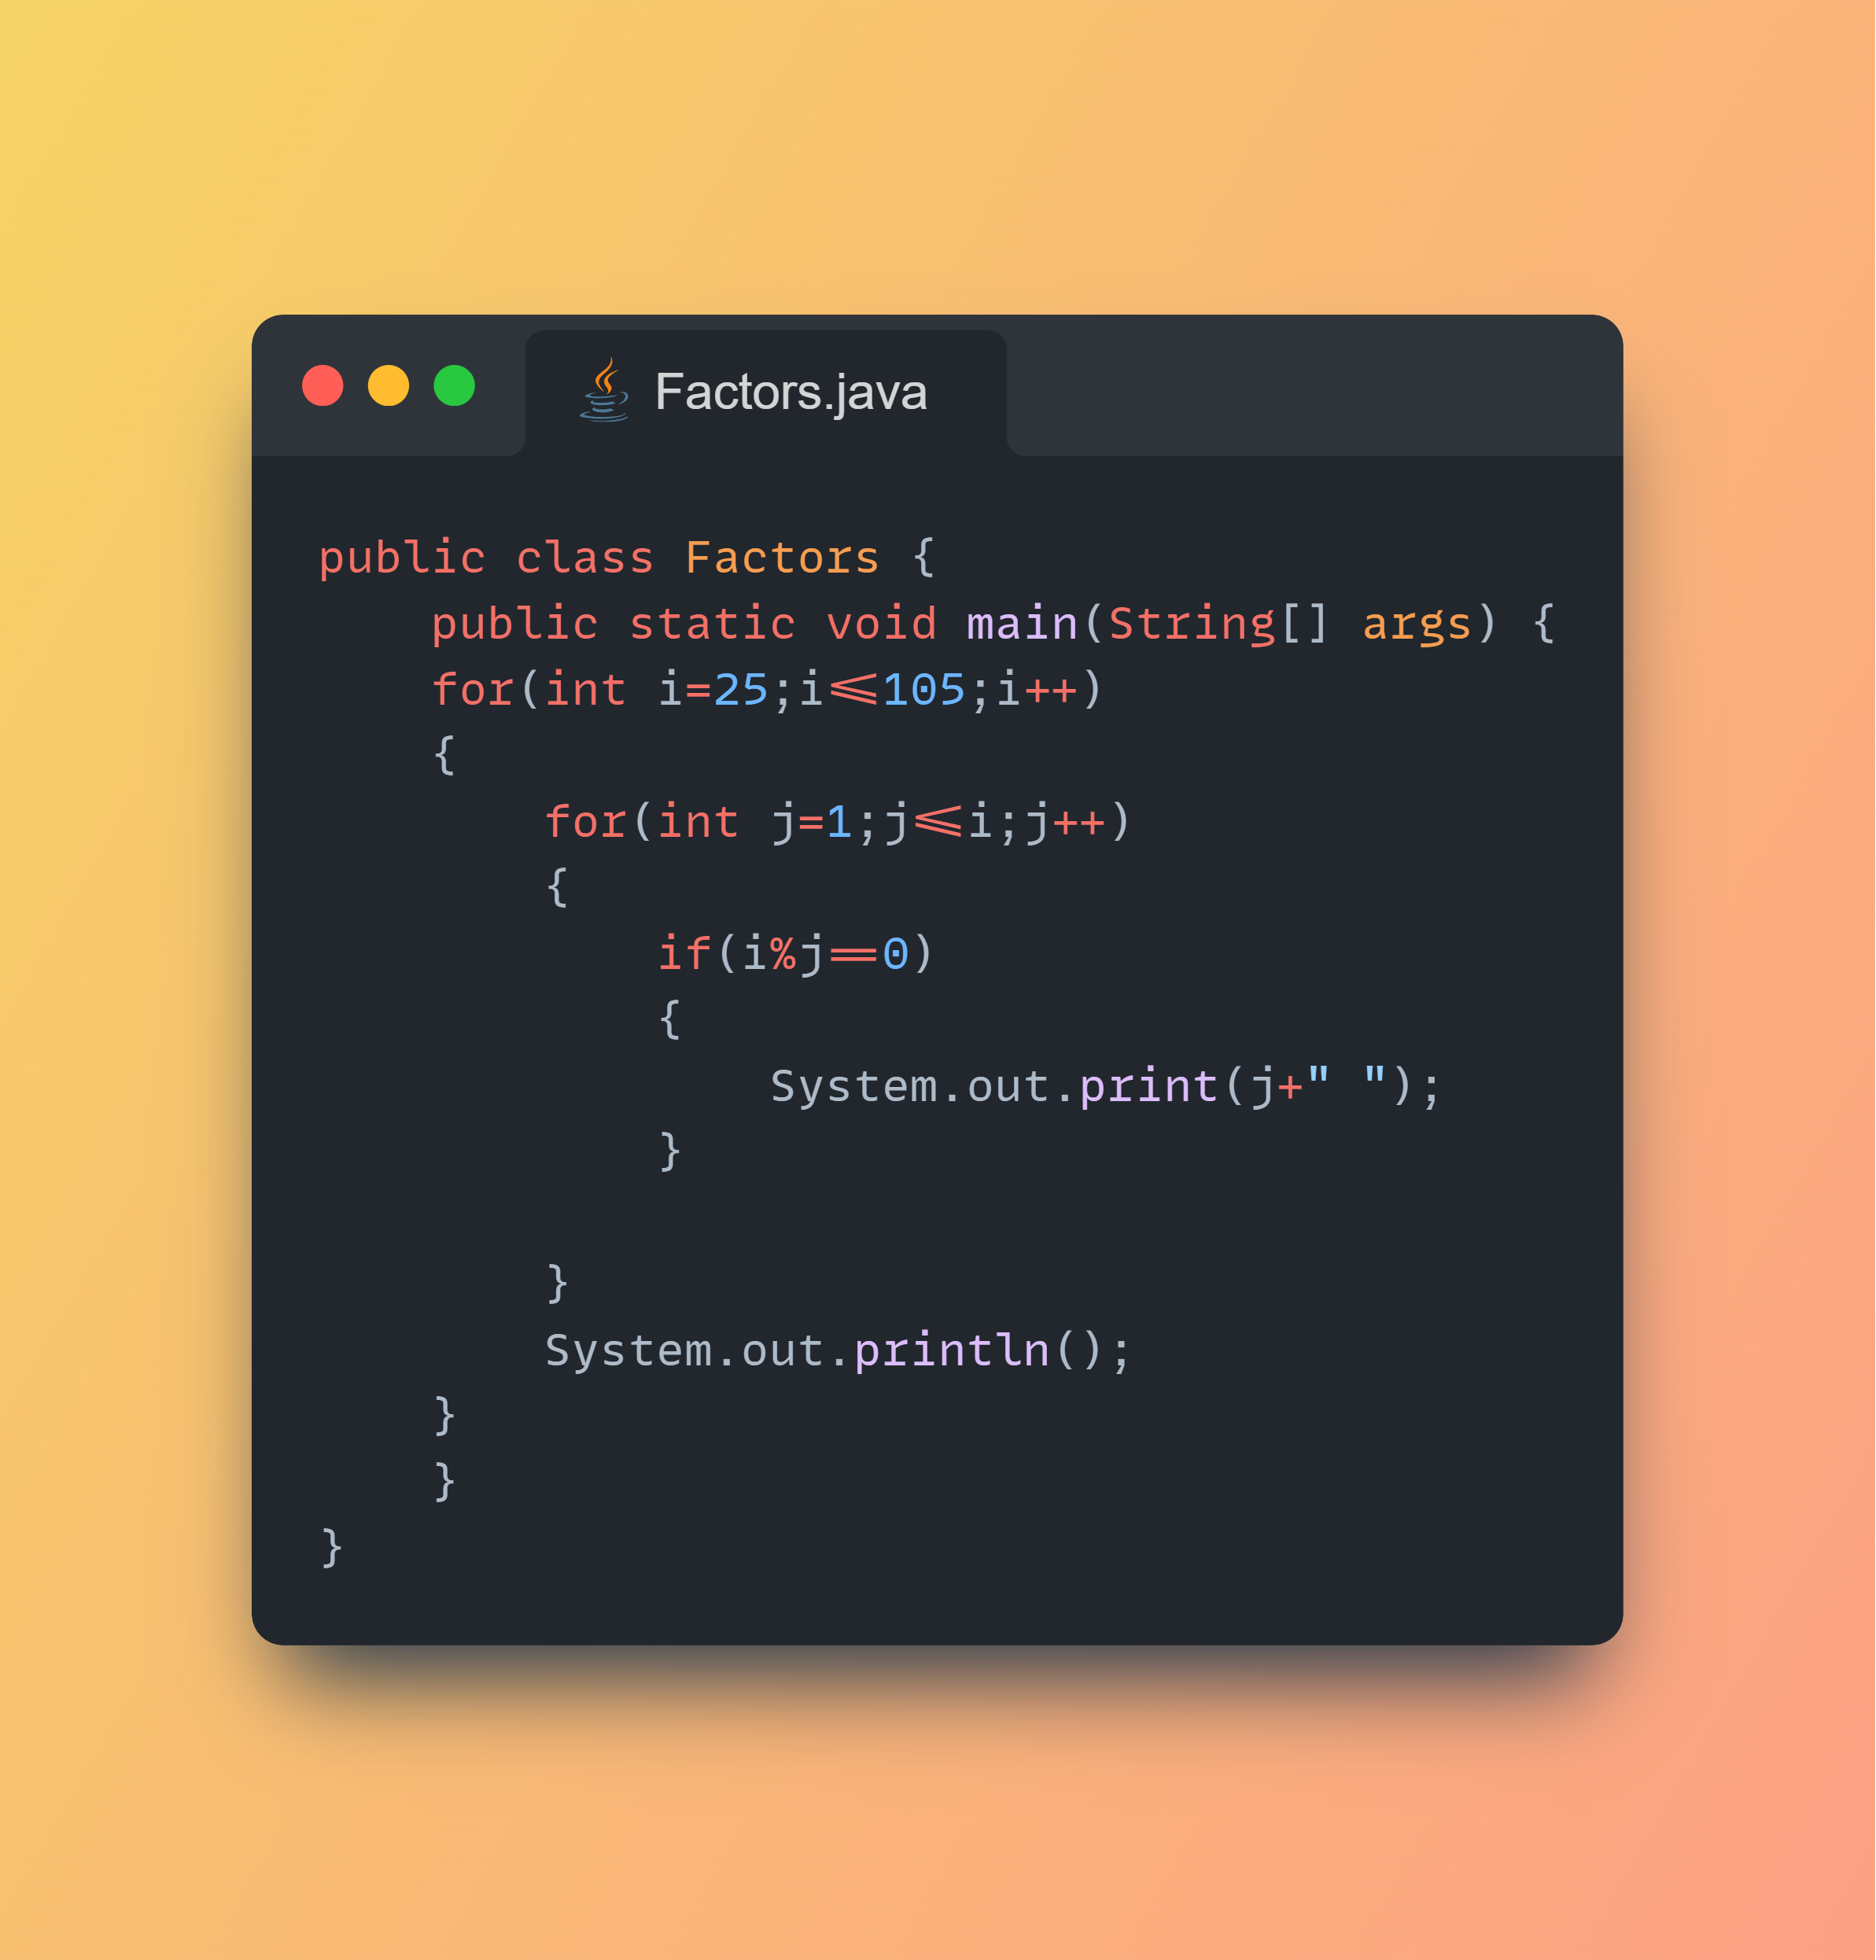 Factors.java
public class Factors {
    public static void main(String[] args) {
    for(int i=25;i<=105;i++)
    {
        for(int j=1;j<=i;j++)
        {
            if(i%j==0)
            {
                System.out.print(j+" ");
            }

        }
        System.out.println();
    }
    }
}